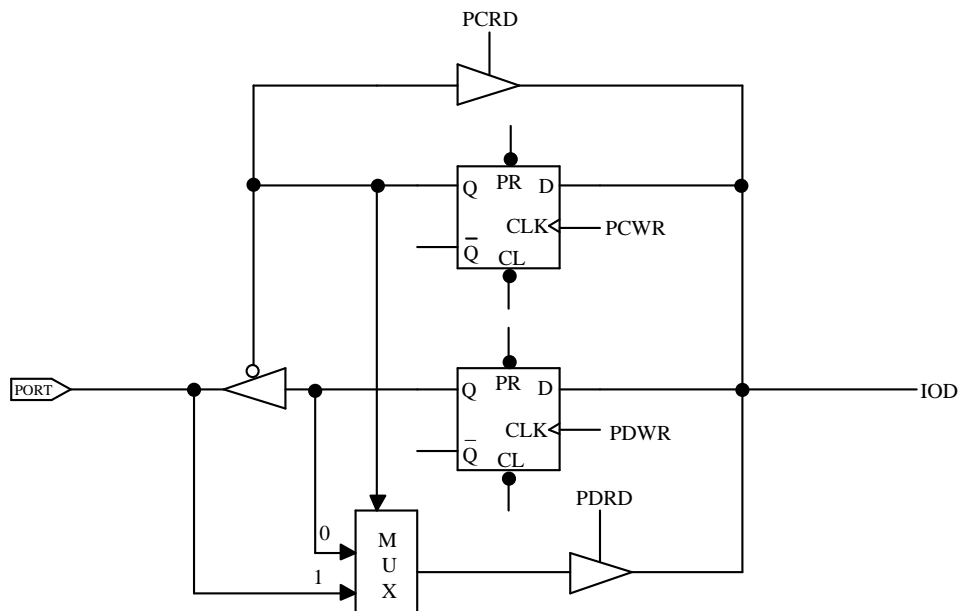 PCRD
PR
Q
D
CLK
PCWR
Q̅
CL
PORT
PR
Q
D
IOD
CLK
PDWR
Q̅
CL
PDRD
0
M
U
X
1